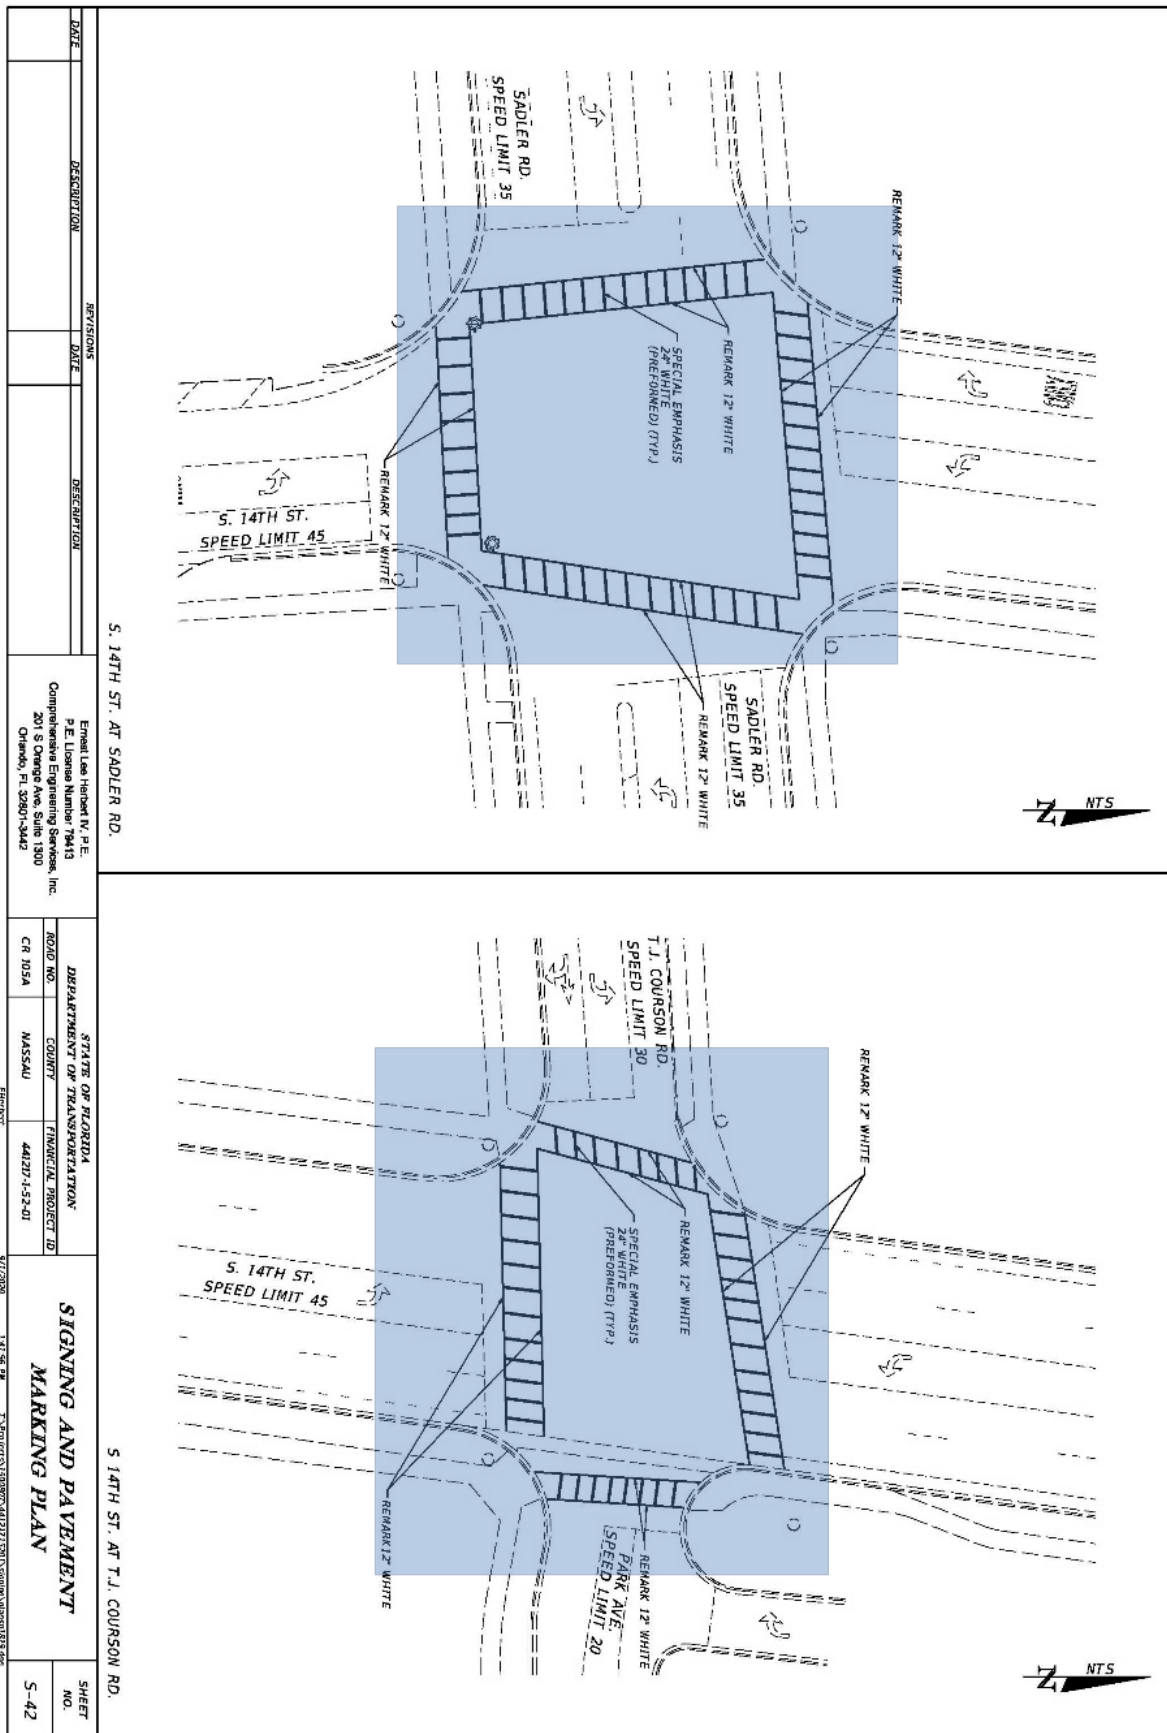 SADLER RD.
SPEED LIMIT 35
REMARK 12" WHITE
REMARK 12" WHITE
SPECIAL EMPHASIS
24" WHITE
(PREFORMED) (TYP.)
REMARK 12" WHITE
S. 14TH ST.
SPEED LIMIT 45
SADLER RD.
SPEED LIMIT 35
REMARK 12" WHITE
NTS
N
S. 14TH ST. AT SADLER RD.
T.J. COURSON RD.
SPEED LIMIT 30
REMARK 12" WHITE
REMARK 12" WHITE
SPECIAL EMPHASIS
24" WHITE
(PREFORMED) (TYP.)
S. 14TH ST.
SPEED LIMIT 45
REMARK12" WHITE
REMARK 12" WHITE
PARK AVE.
SPEED LIMIT 20
NTS
N
S 14TH ST. AT T.J. COURSON RD.
REVISIONS
DATE
DESCRIPTION
DATE
DESCRIPTION
Ernest Lee Herbert IV, P.E.
P.E. License Number 79413
Comprehensive Engineering Services, Inc.
201 S Orange Ave, Suite 1300
Orlando, FL 32801-3442
STATE OF FLORIDA
DEPARTMENT OF TRANSPORTATION
ROAD NO.
COUNTY
FINANCIAL PROJECT ID
CR 105A
NASSAU
441217-1-52-01
SIGNING AND PAVEMENT
MARKING PLAN
SHEET
NO.
S-42